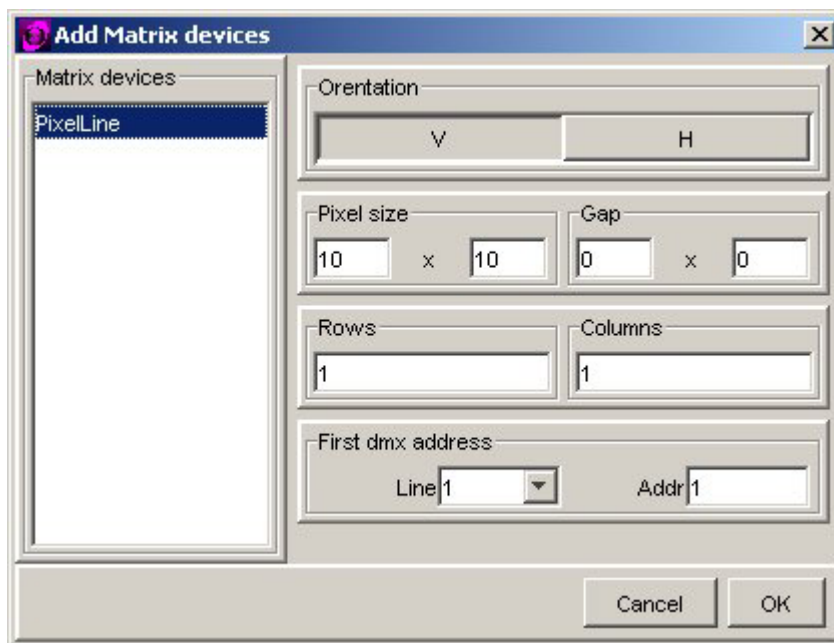 Add Matrix devices
Matrix devices
PixelLine
Orentation
V H
Pixel size Gap
10 x 10 0 x 0
Rows Columns
1 1
First dmx address
Line 1 Addr 1
Cancel OK